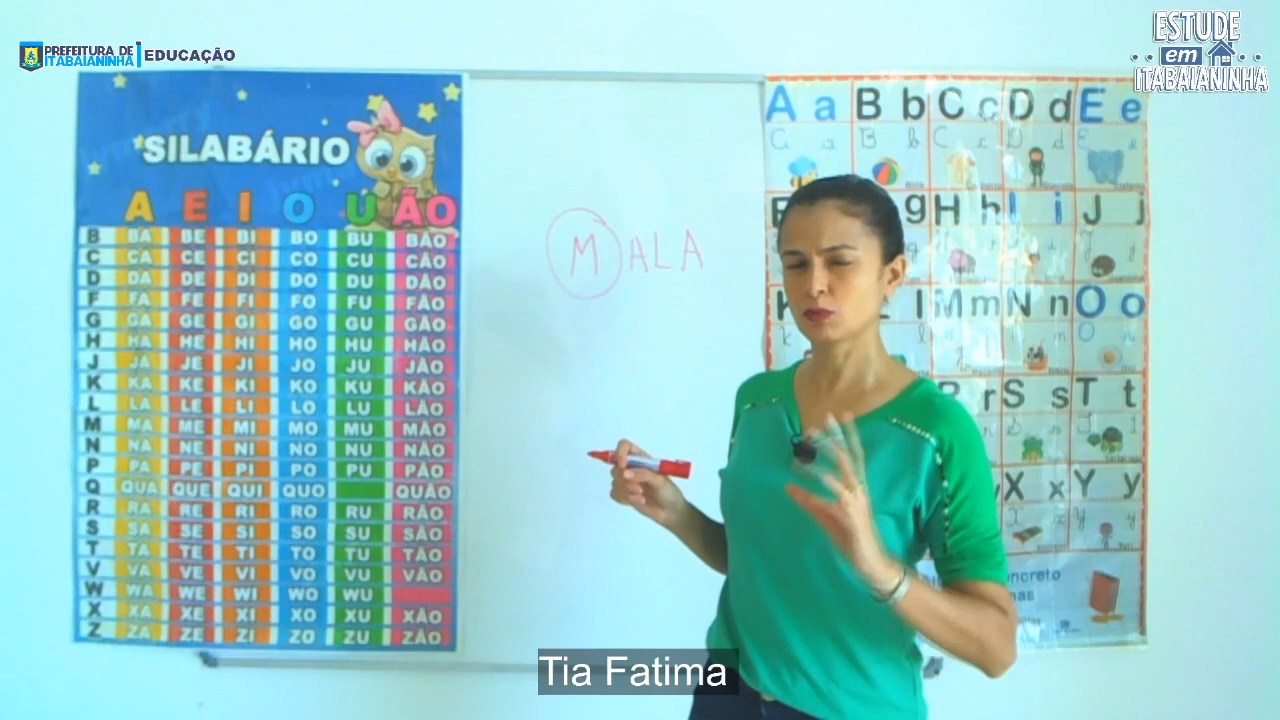 PREFEITURA DE
ITABAIANINHA
EDUCAÇÃO
ESTUDE
em
ITABAIANINHA
SILABÁRIO
A E I O U ÃO
B BA BE BI BO BU BÃO
C CA CE CI CO CU CÃO
D DA DE DI DO DU DÃO
F FA FE FI FO FU FÃO
G GA GE GI GO GU GÃO
H HA HE HI HO HU HÃO
J JA JE JI JO JU JÃO
K KA KE KI KO KU KÃO
L LA LE LI LO LU LÃO
M MA ME MI MO MU MÃO
N NA NE NI NO NU NÃO
P PA PE PI PO PU PÃO
Q QUA QUE QUI QUO QUÃO
R RA RE RI RO RU RÃO
S SA SE SI SO SU SÃO
T TA TE TI TO TU TÃO
V VA VE VI VO VU VÃO
W WA WE WI WO WU
X XA XE XI XO XU XÃO
Z ZA ZE ZI ZO ZU ZÃO
MALA
A a B b C c D d E e
g H h I i J j
K l M m N n O o
R r S s T t
X x Y y
Tia Fatima